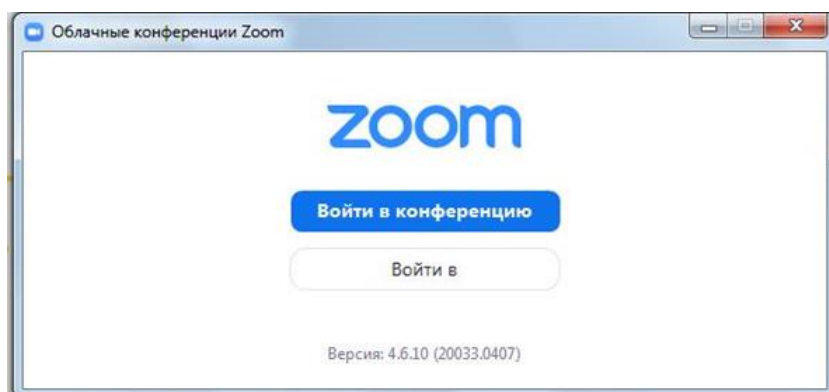 Облачные конференции Zoom
zoom
Войти в конференцию
Войти в
Версия: 4.6.10 (20033.0407)